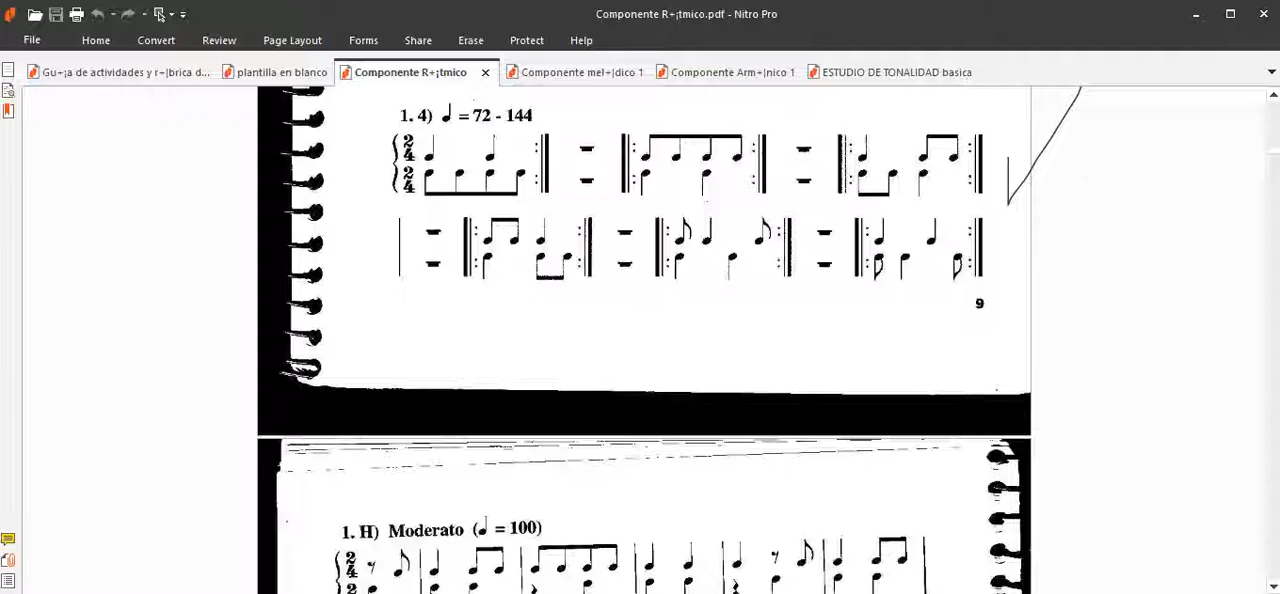 Componente R+¡tmico.pdf - Nitro Pro
File Home Convert Review Page Layout Forms Share Erase Protect Help
Gu+¡a de actividades y r+|brica d... plantilla en blanco Componente R+¡tmico Componente mel+|dico 1 Componente Arm+|nico 1 ESTUDIO DE TONALIDAD basica
1. 4) ♩ = 72 - 144
2 4
2 4
9
1. H) Moderato (♩ = 100)
2 4
2